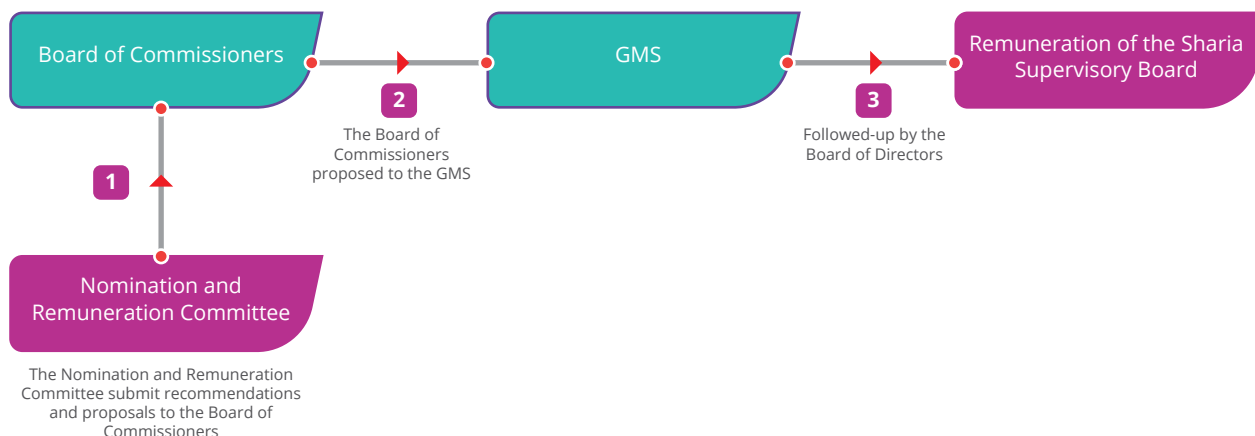 Board of Commissioners
GMS
Remuneration of the Sharia
Supervisory Board
2
The Board of
Commissioners
proposed to the GMS
3
Followed-up by the
Board of Directors
1
Nomination and
Remuneration Committee
The Nomination and Remuneration
Committee submit recommendations
and proposals to the Board of
Commissioners